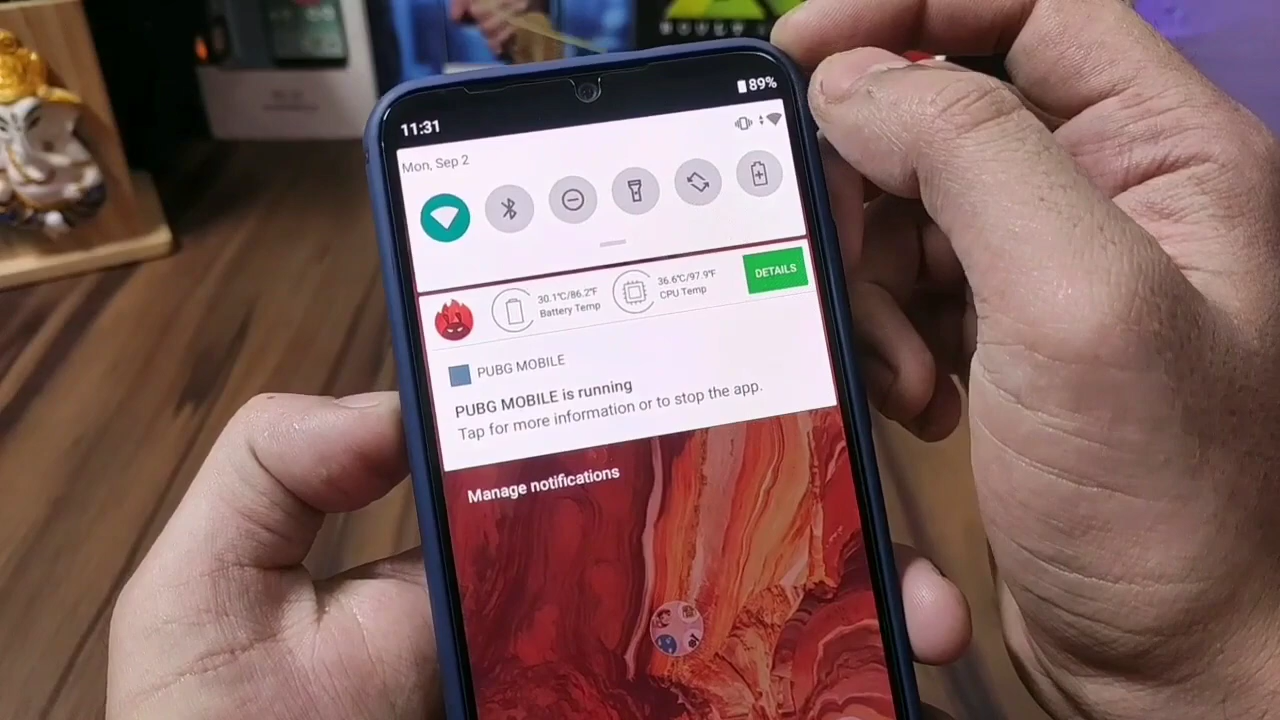 11:31
89%
Mon, Sep 2
30.1°C/86.2°F
Battery Temp
36.6°C/97.9°F
CPU Temp
DETAILS
PUBG MOBILE
PUBG MOBILE is running
Tap for more information or to stop the app.
Manage notifications